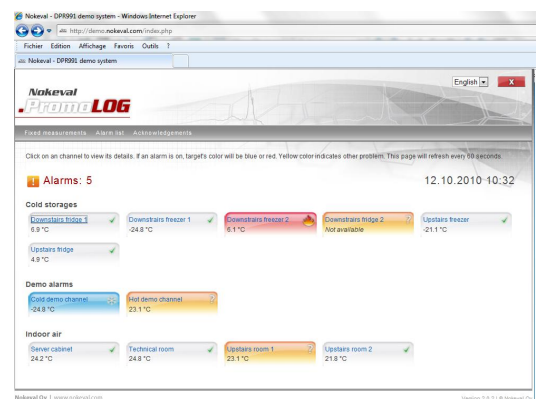 Nokeval - DPR991 demo system - Windows Internet Explorer
http://demo.nokeval.com/index.php
Fichier Edition Affichage Favoris Outils ?
Nokeval - DPR991 demo system
English X
Nokeval
PromoLOG
Fixed measurements Alarm list Acknowledgements
Click on an channel to view its details. If an alarm is on, target's color will be blue or red. Yellow color indicates other problem. This page will refresh every 60 seconds.
! Alarms: 5 12.10.2010 10:32
Cold storages
Downstairs fridge 1 Downstrairs freezer 1 Downstrairs freezer 2 Downstrairs fridge 2 Upstairs freezer
6.9 °C -24.8 °C 6.1 °C Not available -21.1 °C
Upstairs fridge
4.9 °C
Demo alarms
Cold demo channel Hot demo channel
-24.8 °C 23.1 °C
Indoor air
Server cabinet Technical room Upstairs room 1 Upstairs room 2
24.2 °C 24.8 °C 23.1 °C 21.8 °C
Nokeval Oy | www.nokeval.com